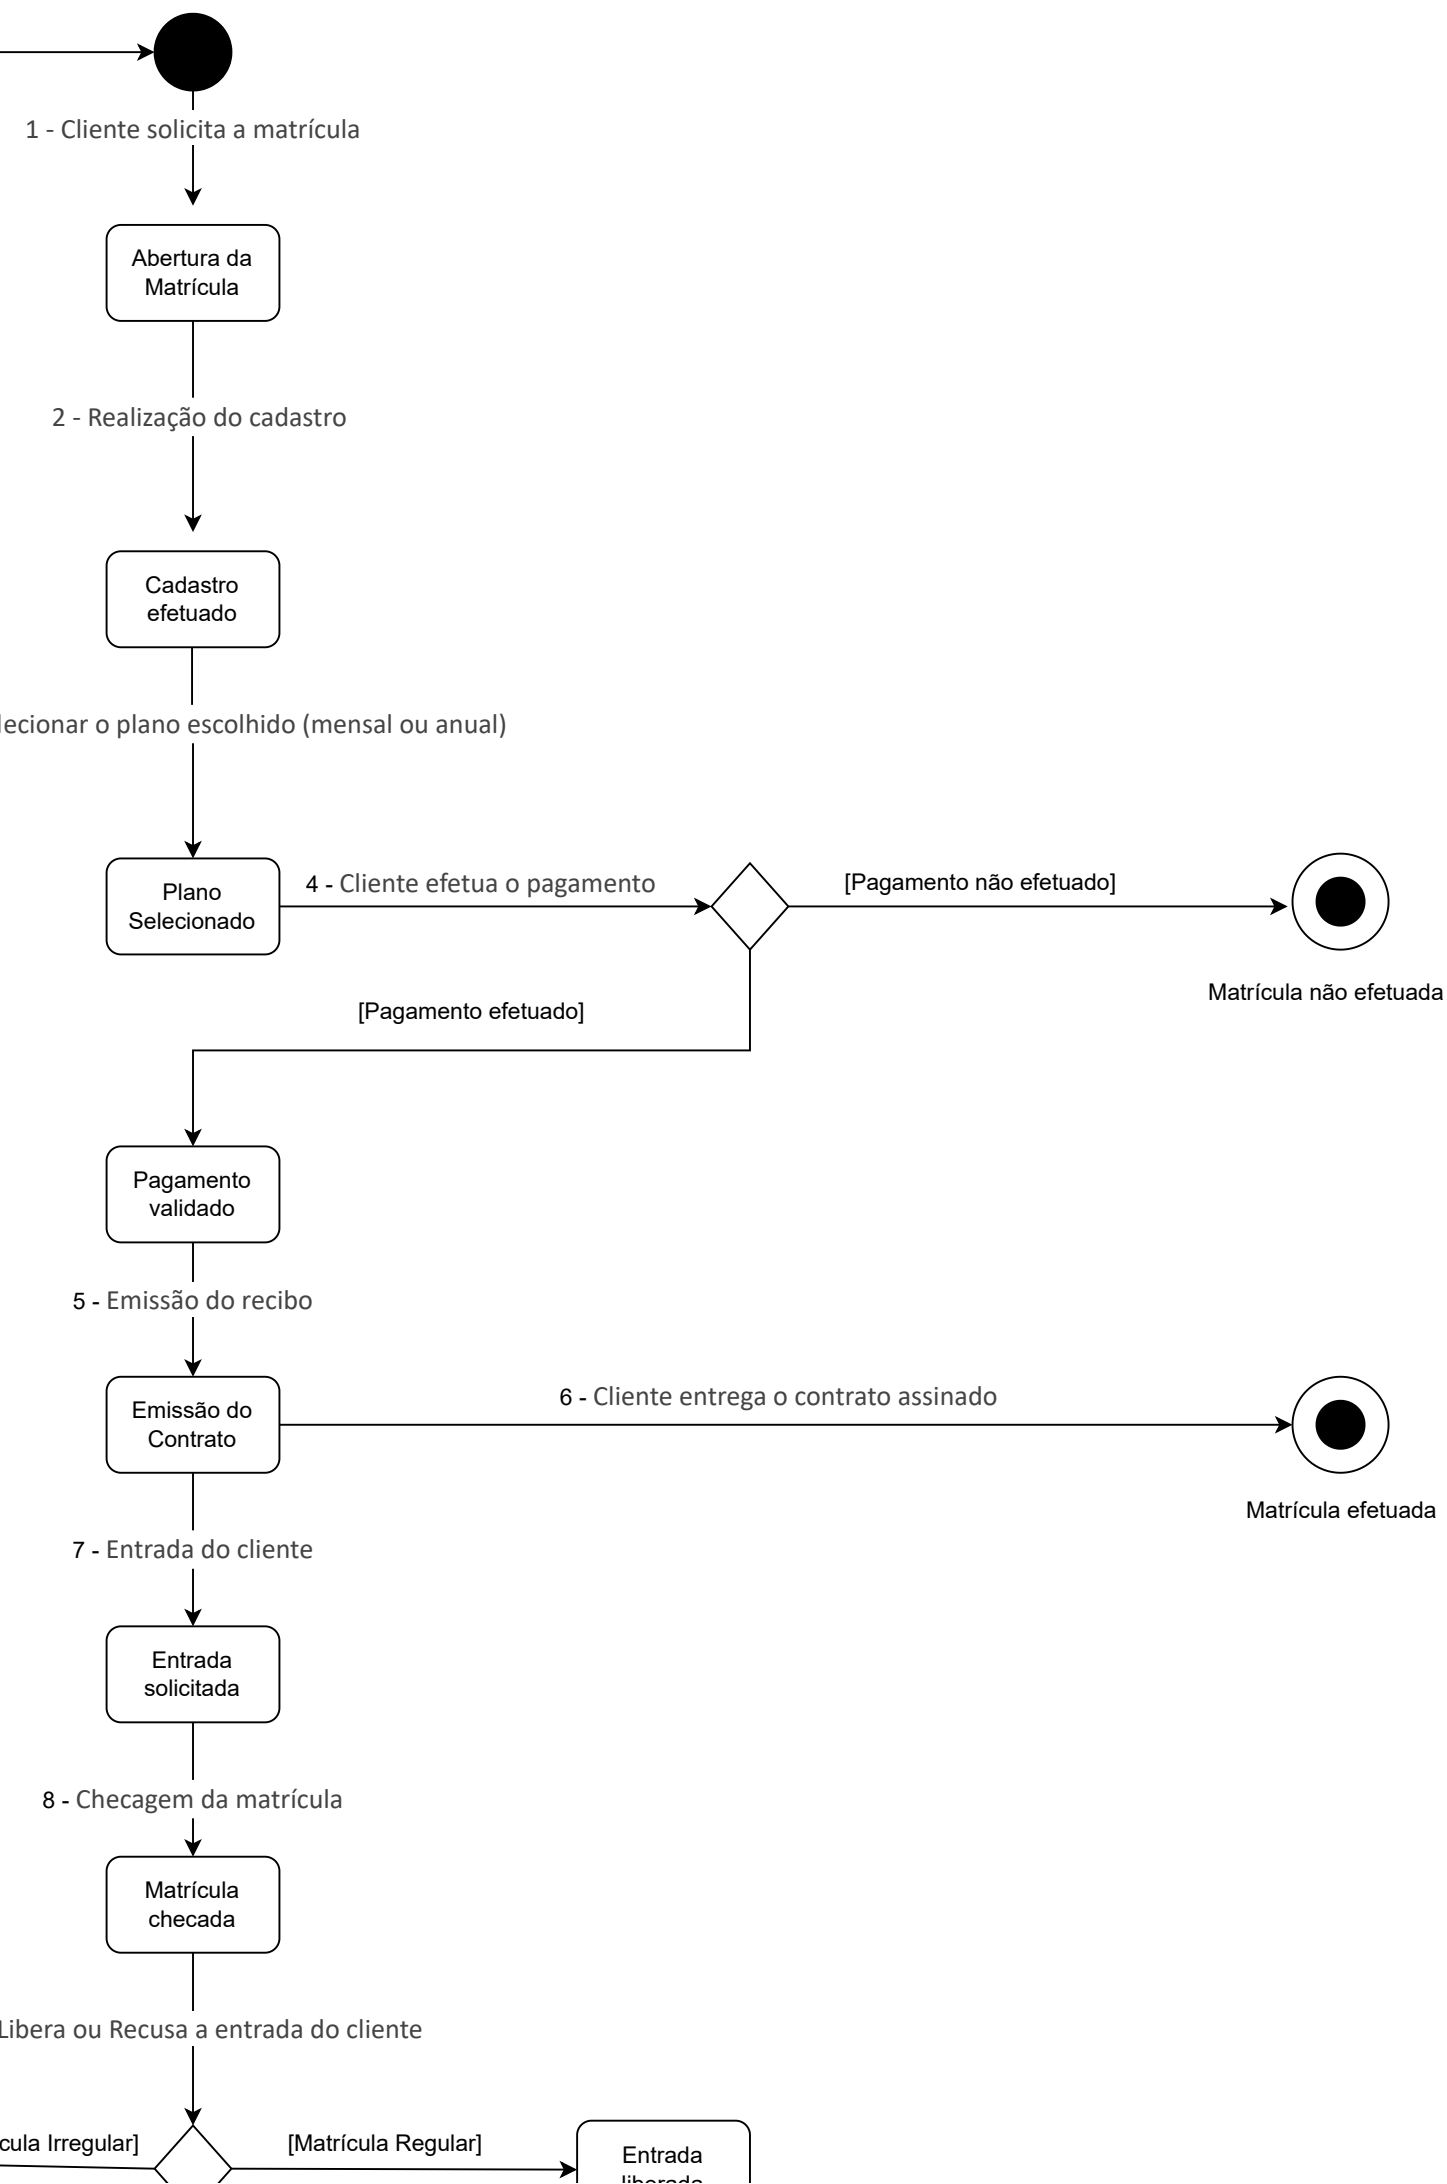 1 - Cliente solicita a matrícula
Abertura da
Matrícula
2 - Realização do cadastro
Cadastro
efetuado
lecionar o plano escolhido (mensal ou anual)
Plano
Selecionado
4 - Cliente efetua o pagamento
[Pagamento não efetuado]
Matrícula não efetuada
[Pagamento efetuado]
Pagamento
validado
5 - Emissão do recibo
Emissão do
Contrato
6 - Cliente entrega o contrato assinado
Matrícula efetuada
7 - Entrada do cliente
Entrada
solicitada
8 - Checagem da matrícula
Matrícula
checada
Libera ou Recusa a entrada do cliente
cula Irregular]
[Matrícula Regular]
Entrada
liberada